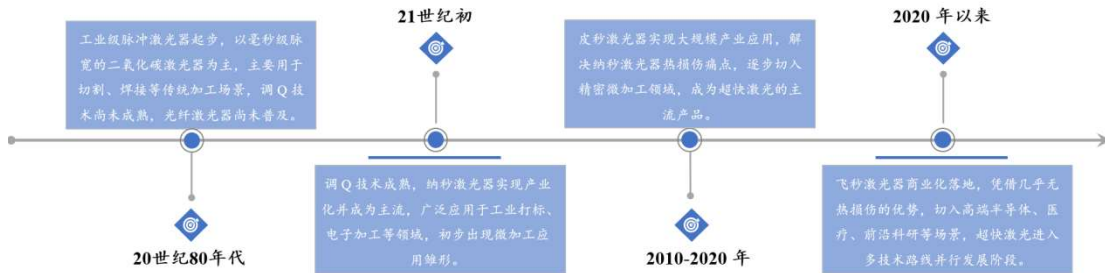 工业级脉冲激光器起步，以毫秒级脉
宽的二氧化碳激光器为主，主要用于
切割、焊接等传统加工场景，调Q技
术尚未成熟，光纤激光器尚未普及。
20世纪80年代
21世纪初
调Q技术成熟，纳秒激光器实现产业
化并成为主流，广泛应用于工业打标、
电子加工等领域，初步出现微加工应
用雏形。
皮秒激光器实现大规模产业应用，解
决纳秒激光器热损伤痛点，逐步切入
精密微加工领域，成为超快激光的主
流产品。
2010-2020 年
2020 年以来
飞秒激光器商业化落地，凭借几乎无
热损伤的优势，切入高端半导体、医
疗、前沿科研等场景，超快激光进入
多技术路线并行发展阶段。